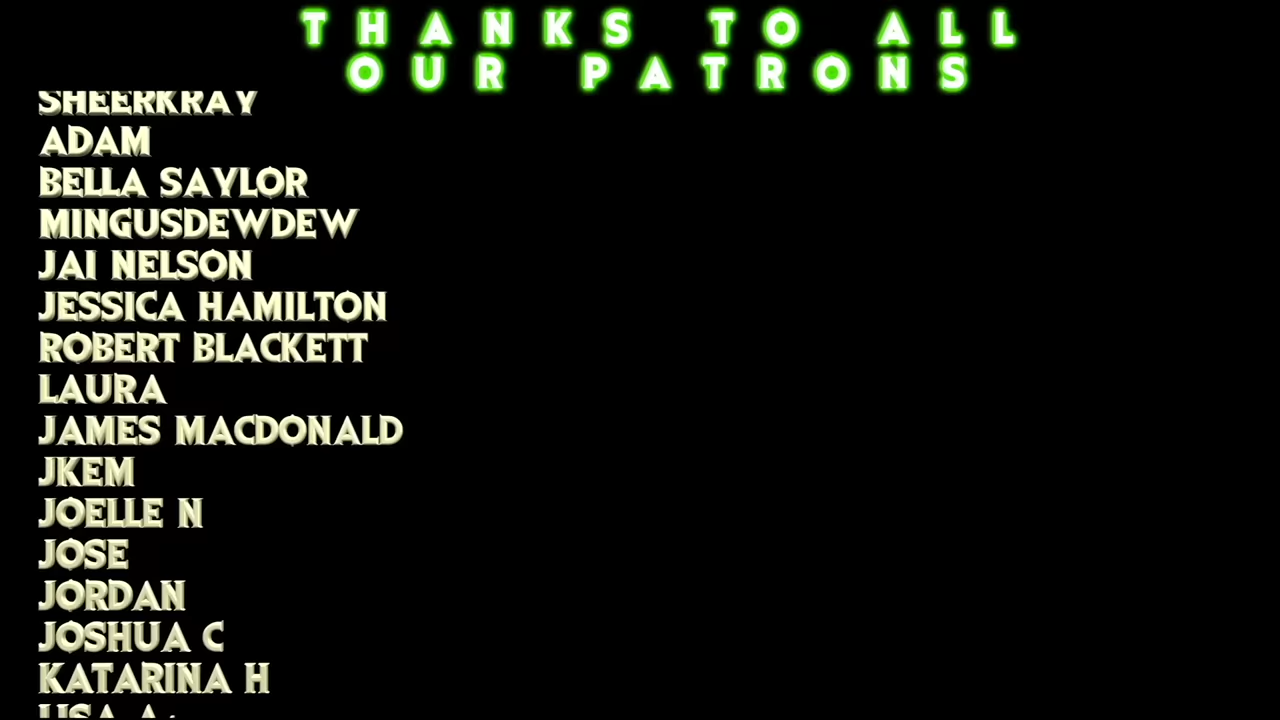 THANKS TO ALL
OUR PATRONS
SHEERKRAY
ADAM
BELLA SAYLOR
MINGUSDEWDEW
JAI NELSON
JESSICA HAMILTON
ROBERT BLACKETT
LAURA
JAMES MACDONALD
JKEM
JOELLE N
JOSE
JORDAN
JOSHUA C
KATARINA H